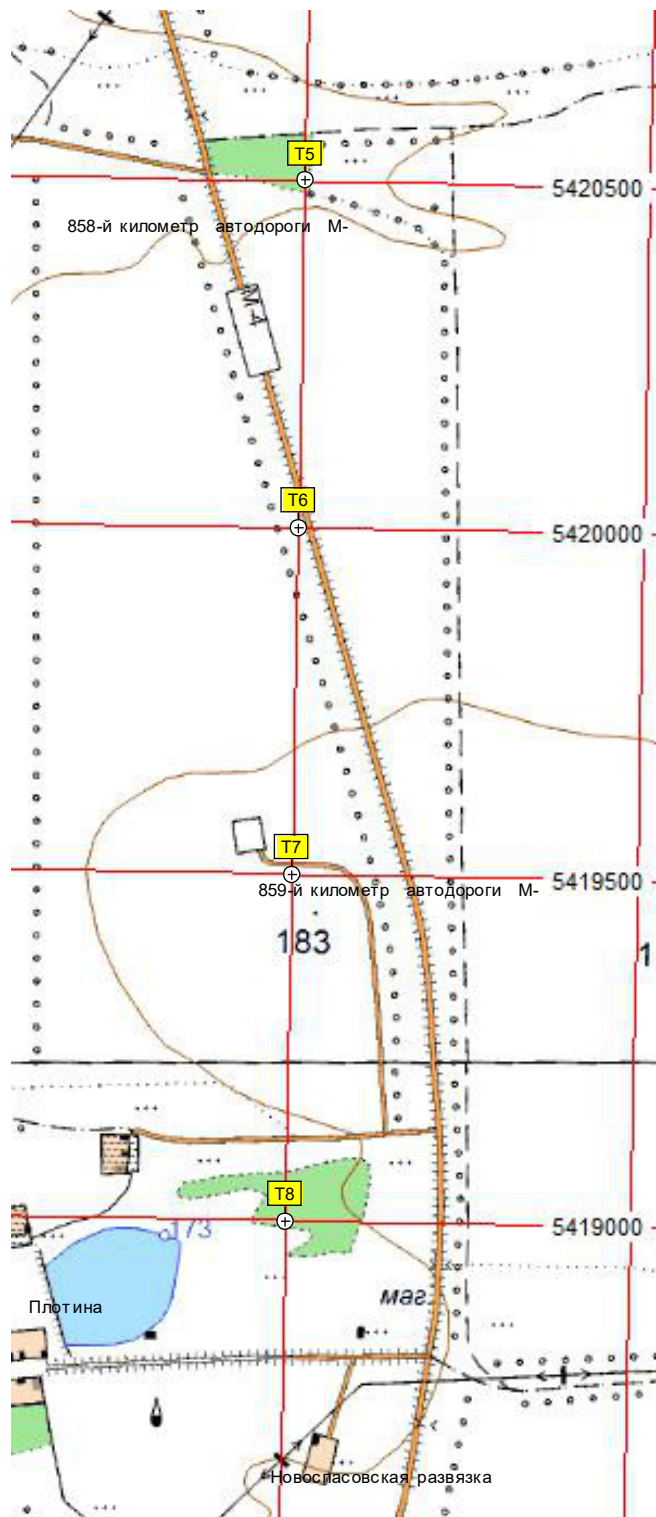 T5
5420500
858-й километр автодороги М-
М-4
T6
5420000
T7
5419500
859-й километр автодороги М-
183
1
T8
173
5419000
маг
Плотина
Новоспасовская развязка